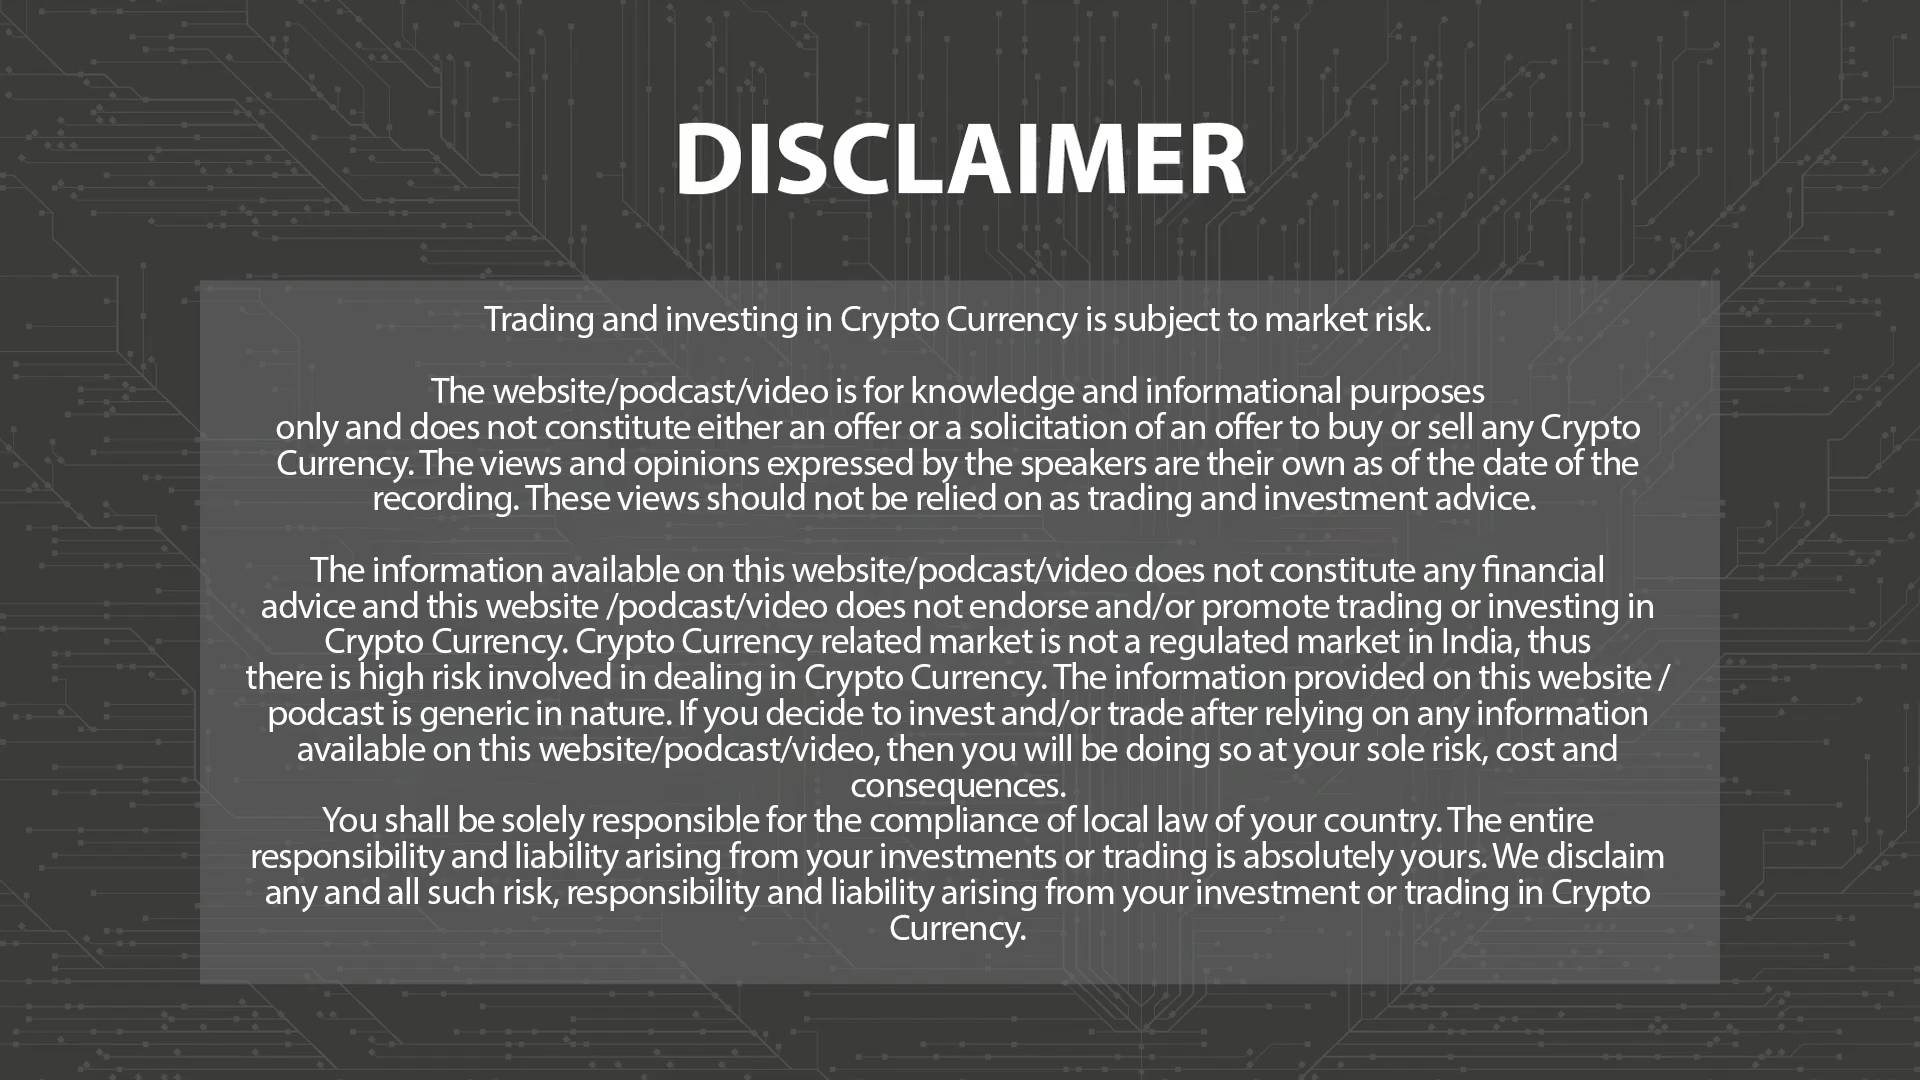 DISCLAIMER
Trading and investing in Crypto Currency is subject to market risk.
The website/podcast/video is for knowledge and informational purposes
only and does not constitute either an offer or a solicitation of an offer to buy or sell any Crypto
Currency. The views and opinions expressed by the speakers are their own as of the date of the
recording. These views should not be relied on as trading and investment advice.
The information available on this website/podcast/video does not constitute any financial
advice and this website /podcast/video does not endorse and/or promote trading or investing in
Crypto Currency. Crypto Currency related market is not a regulated market in India, thus
there is high risk involved in dealing in Crypto Currency. The information provided on this website /
podcast is generic in nature. If you decide to invest and/or trade after relying on any information
available on this website/podcast/video, then you will be doing so at your sole risk, cost and
consequences.
You shall be solely responsible for the compliance of local law of your country. The entire
responsibility and liability arising from your investments or trading is absolutely yours. We disclaim
any and all such risk, responsibility and liability arising from your investment or trading in Crypto
Currency.